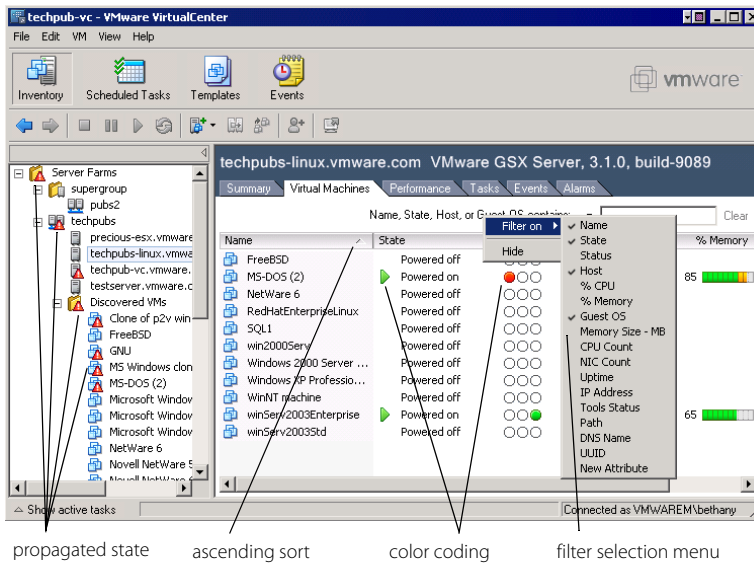 techpub-vc - VMware VirtualCenter
File Edit VM View Help
Inventory Scheduled Tasks Templates Events
vmware
techpubs-linux.vmware.com VMware GSX Server, 3.1.0, build-9089
Summary Virtual Machines Performance Tasks Events Alarms
Name, State, Host, or Guest OS contains: Clear
Server Farms
supergroup
pubs2
techpubs
precious-esx.vmware
techpubs-linux.vmwa
techpub-vc.vmware.
testserver.vmware.c
Discovered VMs
Clone of p2v win
FreeBSD
GNU
MS Windows clon
MS-DOS (2)
Microsoft Window
Microsoft Window
Microsoft Window
NetWare 6
Novell NetWare 5
Novell NetWare 6
Name State % Memory
FreeBSD Powered off
MS-DOS (2) Powered on 85
NetWare 6 Powered off
RedHatEnterpriseLinux Powered off
SQL1 Powered off
win2000Serv Powered off
Windows 2000 Server ... Powered off
Windows XP Professio... Powered off
WinNT machine Powered off
winServ2003Enterprise Powered on 65
winServ2003Std Powered off
Filter on
Hide
Name
State
Status
Host
% CPU
% Memory
Guest OS
Memory Size - MB
CPU Count
NIC Count
Uptime
IP Address
Tools Status
Path
DNS Name
UUID
New Attribute
Show active tasks Connected as VMWAREM\bethany
propagated state ascending sort color coding filter selection menu